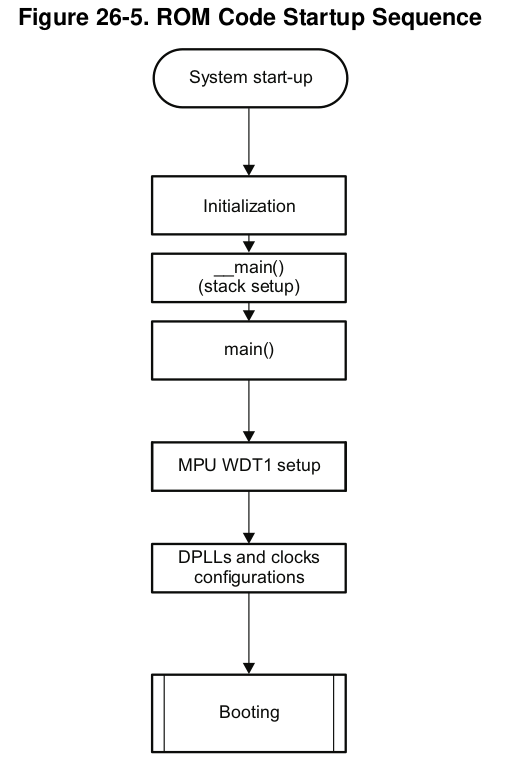 Figure 26-5. ROM Code Startup Sequence
System start-up
Initialization
__main()
(stack setup)
main()
MPU WDT1 setup
DPLLs and clocks
configurations
Booting